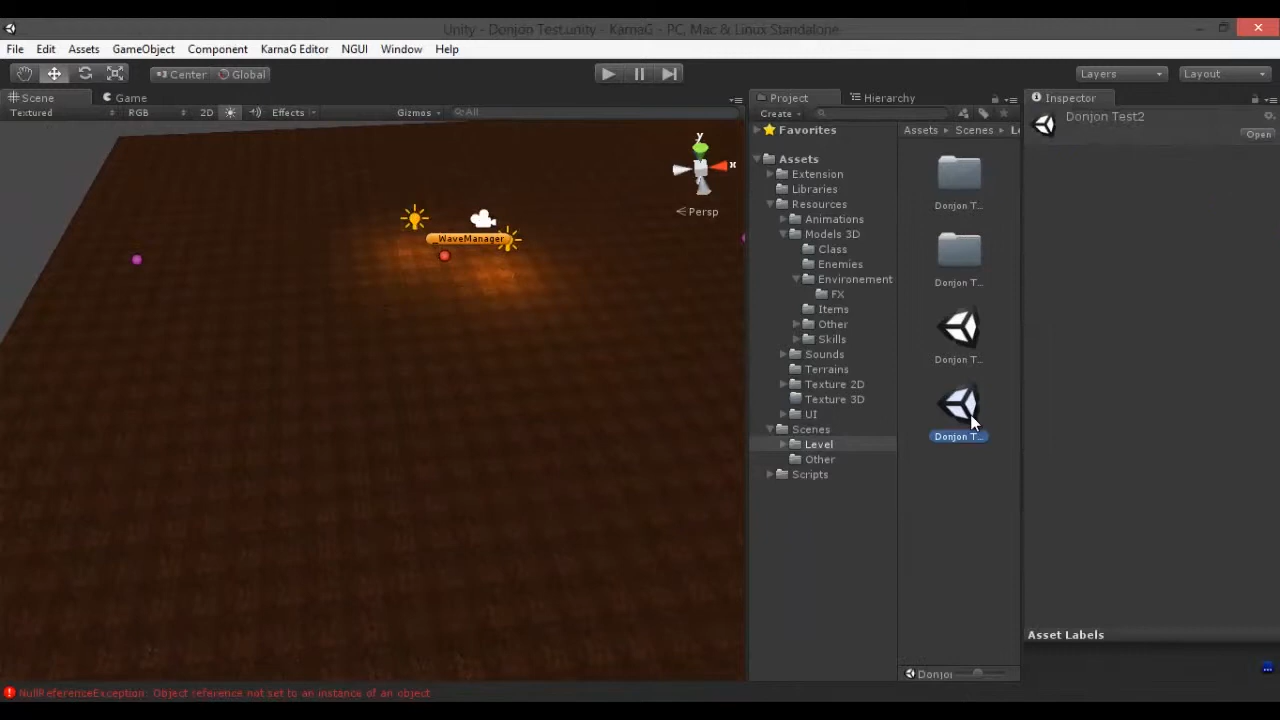 Unity - Donjon Test.unity - KarnaG - PC, Mac & Linux Standalone
File Edit Assets GameObject Component KarnaG Editor NGUI Window Help
Center Global Layers Layout
Scene Game Project Hierarchy Inspector
Textured RGB 2D Effects Gizmos All Create
Donjon Test2
Open
Favorites
Assets Scenes
y
x
Persp
WaveManager
Assets
Extension
Libraries
Resources
Animations
Models 3D
Class
Enemies
Environement
FX
Items
Other
Skills
Sounds
Terrains
Texture 2D
Texture 3D
UI
Scenes
Level
Other
Scripts
Donjon T...
Donjon T...
Donjon T...
Donjon T...
Asset Labels
Donjon
NullReferenceException: Object reference not set to an instance of an object